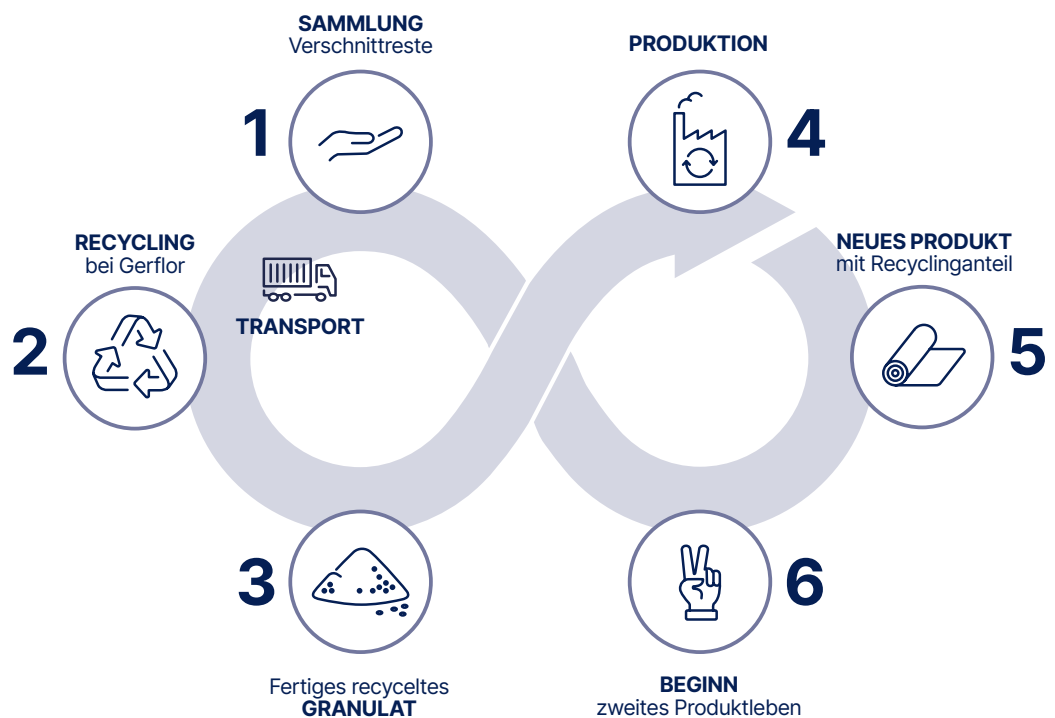 1
SAMMLUNG
Verschnittreste
2
RECYCLING
bei Gerflor
TRANSPORT
3
Fertiges recyceltes
GRANULAT
4
PRODUKTION
5
NEUES PRODUKT
mit Recyclinganteil
6
BEGINN
zweites Produktleben